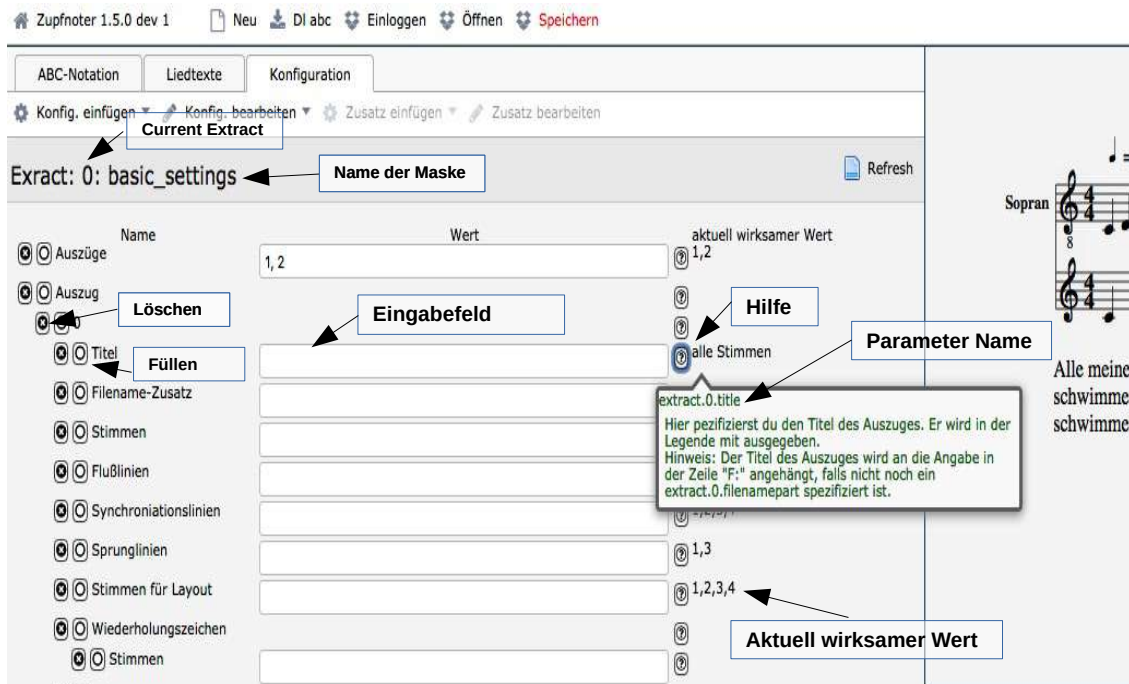 Zupfnoter 1.5.0 dev 1 Neu Dl abc Einloggen Öffnen Speichern
ABC-Notation Liedtexte Konfiguration
Konfig. einfügen Konfig. bearbeiten Zusatz einfügen Zusatz bearbeiten
Current Extract
Exract: 0: basic_settings Name der Maske Refresh
Sopran
8
Name Wert aktuell wirksamer Wert
Auszüge 1, 2 1,2
Auszug
Löschen Eingabefeld Hilfe
0
Parameter Name
Titel alle Stimmen
Füllen
Alle meine
Filename-Zusatz schwimme
extract.0.title
schwimme
Hier pezifizierst du den Titel des Auszuges. Er wird in der
Stimmen Legende mit ausgegeben.
Hinweis: Der Titel des Auszuges wird an die Angabe in
Flußlinien der Zeile "F:" angehängt, falls nicht noch ein
extract.0.filenamepart spezifiziert ist.
Synchroniationslinien
Sprunglinien 1,3
Stimmen für Layout 1,2,3,4
Wiederholungszeichen Aktuell wirksamer Wert
Stimmen